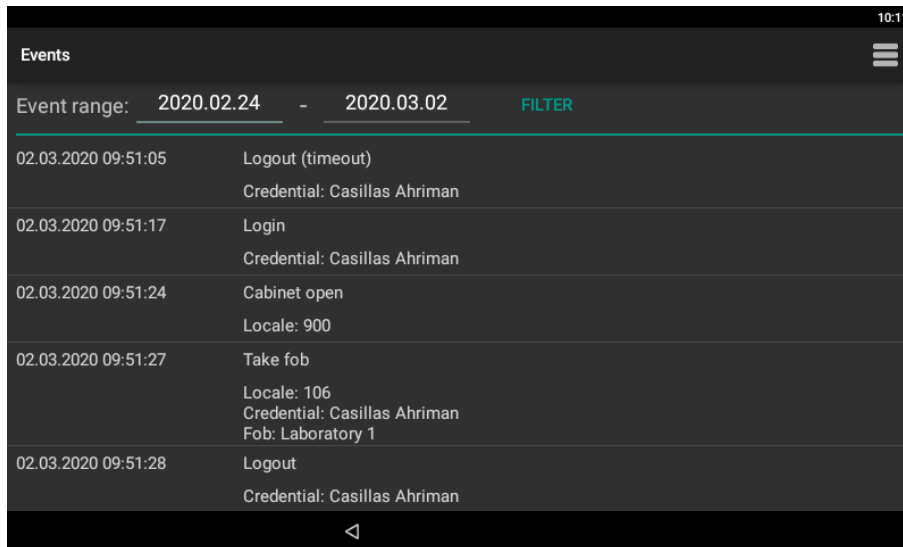 10:1
Events
Event range: 2020.02.24 - 2020.03.02 FILTER
02.03.2020 09:51:05 Logout (timeout)
Credential: Casillas Ahriman
02.03.2020 09:51:17 Login
Credential: Casillas Ahriman
02.03.2020 09:51:24 Cabinet open
Locale: 900
02.03.2020 09:51:27 Take fob
Locale: 106
Credential: Casillas Ahriman
Fob: Laboratory 1
02.03.2020 09:51:28 Logout
Credential: Casillas Ahriman